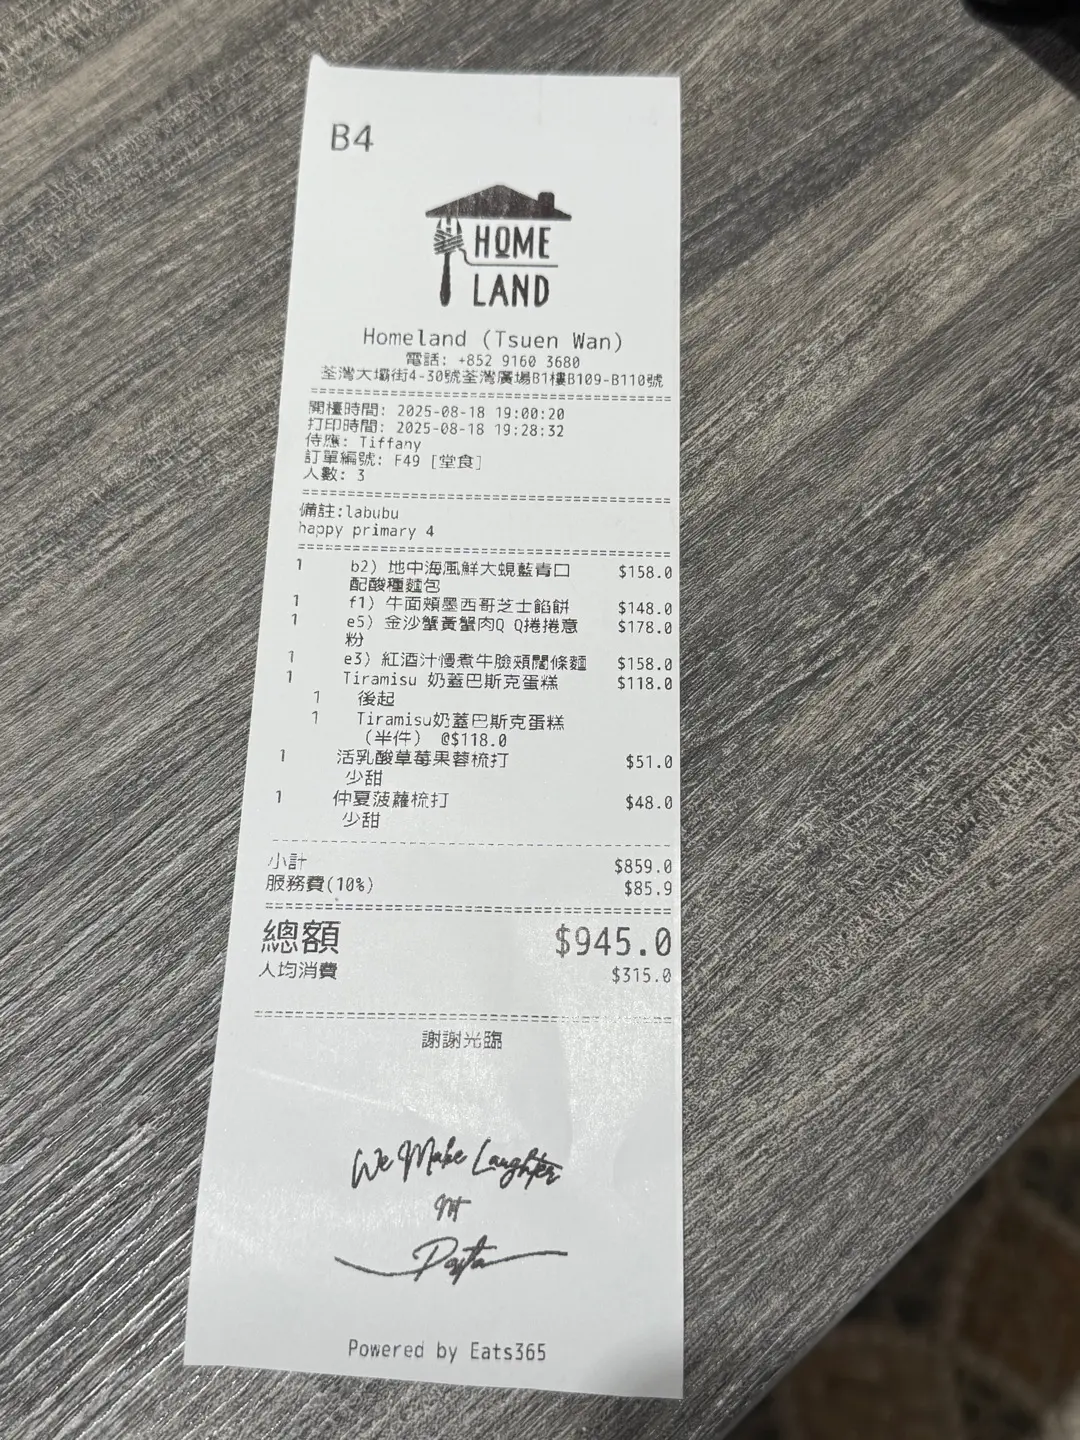 B4
HOME
LAND
Homeland (Tsuen Wan)
電話: +852 9160 3680
荃灣大壩街4-30號荃灣廣場B1樓B109-B110號
開檯時間: 2025-08-18 19:00:20
打印時間: 2025-08-18 19:28:32
侍應: Tiffany
訂單編號: F49 [堂食]
人數: 3
備註:labubu
happy primary 4
1 b2) 地中海風鮮大蜆藍青口 $158.0
配酸種麵包
1 f1) 牛面頰墨西哥芝士餡餅 $148.0
1 e5) 金沙蟹黃蟹肉Q Q捲捲意 $178.0
粉
1 e3) 紅酒汁慢煮牛臉頰闊條麵 $158.0
1 Tiramisu 奶蓋巴斯克蛋糕 $118.0
1 後起
1 Tiramisu奶蓋巴斯克蛋糕
(半件) @$118.0
1 活乳酸草莓果蓉梳打 $51.0
少甜
1 仲夏菠蘿梳打 $48.0
少甜
小計 $859.0
服務費(10%) $85.9
總額 $945.0
人均消費 $315.0
謝謝光臨
We Make Laughter
not
Pasta
Powered by Eats365